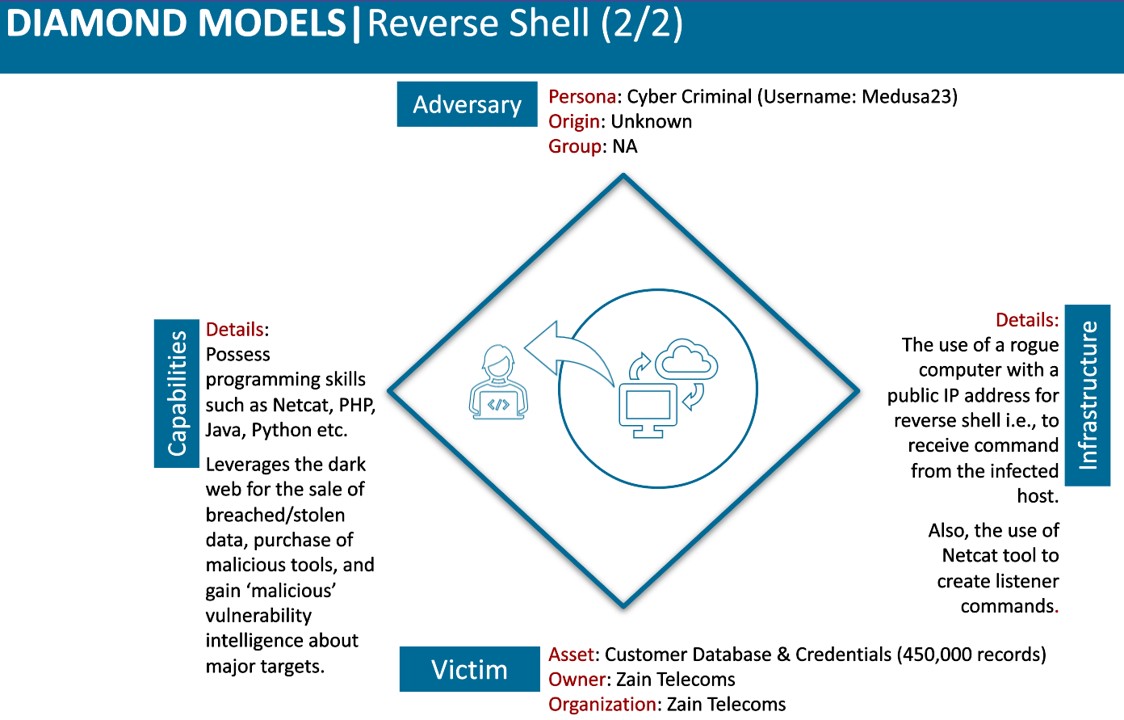 DIAMOND MODELS|Reverse Shell (2/2)
Adversary
Persona: Cyber Criminal (Username: Medusa23)
Origin: Unknown
Group: NA
Capabilities
Details:
Possess
programming skills
such as Netcat, PHP,
Java, Python etc.
Leverages the dark
web for the sale of
breached/stolen
data, purchase of
malicious tools, and
gain ‘malicious’
vulnerability
intelligence about
major targets.
</>
Details:
The use of a rogue
computer with a
public IP address for
reverse shell i.e., to
receive command
from the infected
host.
Also, the use of
Netcat tool to
create listener
commands.
Infrastructure
Victim
Asset: Customer Database & Credentials (450,000 records)
Owner: Zain Telecoms
Organization: Zain Telecoms